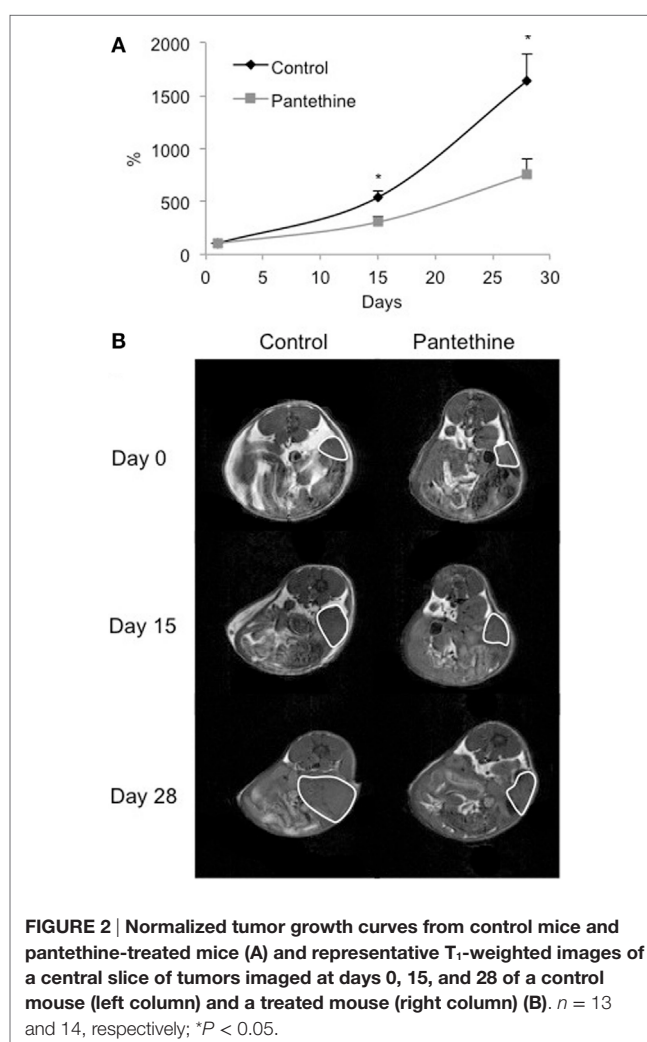 A
2000
1500
1000
500
0
%
Control
Pantethine
*
*
0 5 10 15 20 25 30
Days
B
Control Pantethine
Day 0
Day 15
Day 28
FIGURE 2 | Normalized tumor growth curves from control mice and
pantethine-treated mice (A) and representative T₁-weighted images of
a central slice of tumors imaged at days 0, 15, and 28 of a control
mouse (left column) and a treated mouse (right column) (B). n = 13
and 14, respectively; *P < 0.05.